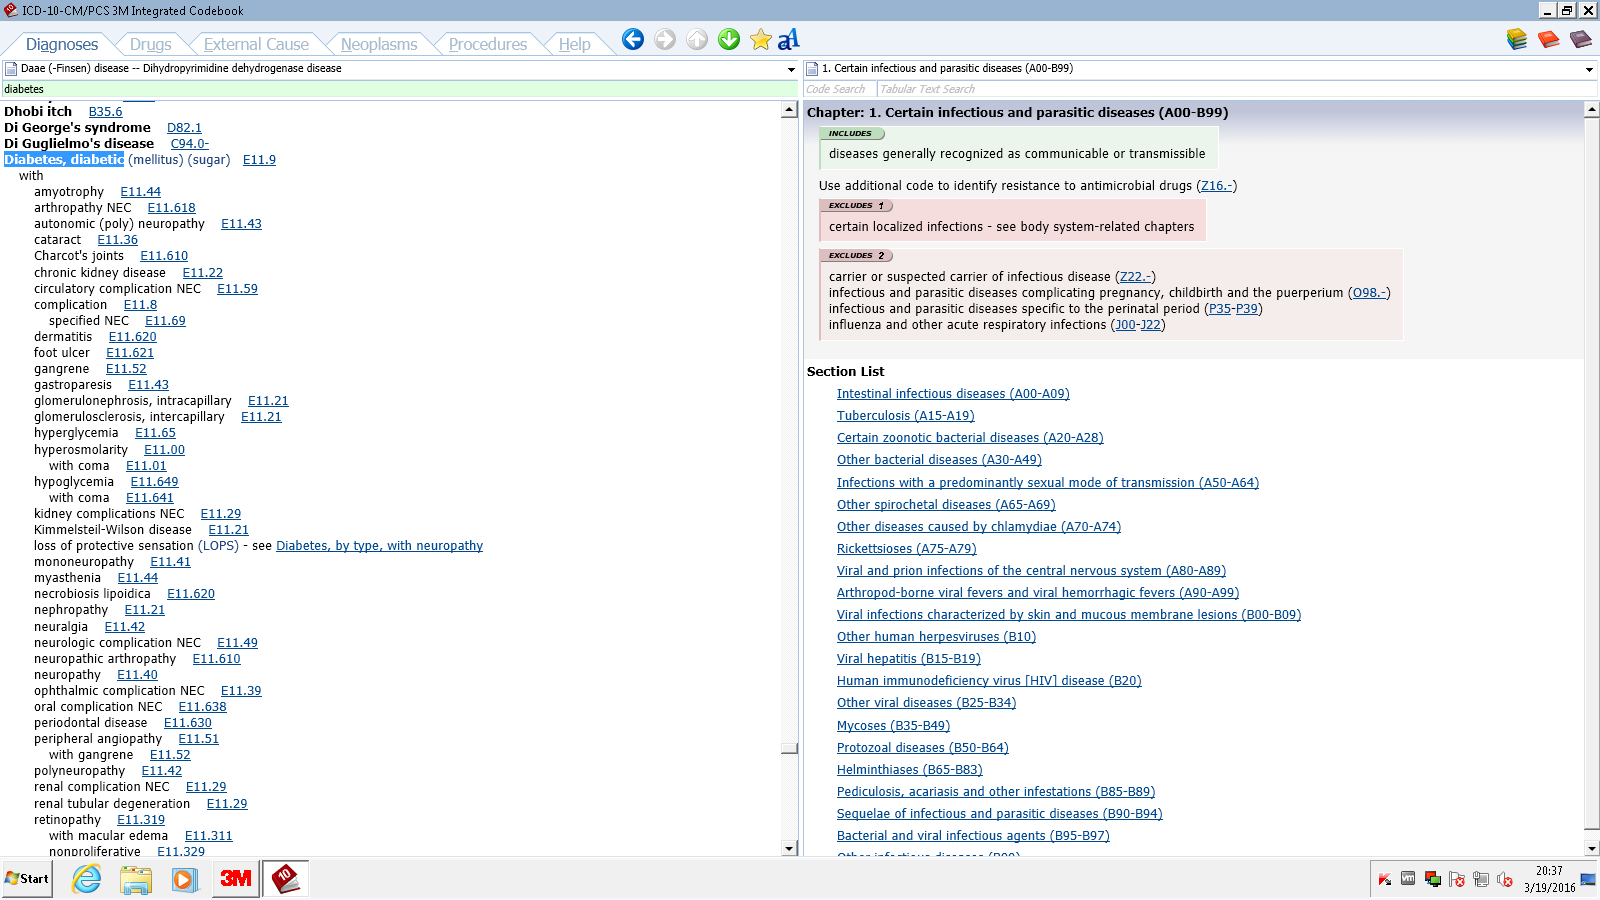 ICD-10-CM/PCS 3M Integrated Codebook
Diagnoses Drugs External Cause Neoplasms Procedures Help
Daae (-Finsen) disease -- Dihydropyrimidine dehydrogenase disease
diabetes
Dhobi itch B35.6
Di George's syndrome D82.1
Di Guglielmo's disease C94.0-
Diabetes, diabetic (mellitus) (sugar) E11.9
with
amyotrophy E11.44
arthropathy NEC E11.618
autonomic (poly) neuropathy E11.43
cataract E11.36
Charcot's joints E11.610
chronic kidney disease E11.22
circulatory complication NEC E11.59
complication E11.8
specified NEC E11.69
dermatitis E11.620
foot ulcer E11.621
gangrene E11.52
gastroparesis E11.43
glomerulonephrosis, intracapillary E11.21
glomerulosclerosis, intercapillary E11.21
hyperglycemia E11.65
hyperosmolarity E11.00
with coma E11.01
hypoglycemia E11.649
with coma E11.641
kidney complications NEC E11.29
Kimmelsteil-Wilson disease E11.21
loss of protective sensation (LOPS) - see Diabetes, by type, with neuropathy
mononeuropathy E11.41
myasthenia E11.44
necrobiosis lipoidica E11.620
nephropathy E11.21
neuralgia E11.42
neurologic complication NEC E11.49
neuropathic arthropathy E11.610
neuropathy E11.40
ophthalmic complication NEC E11.39
oral complication NEC E11.638
periodontal disease E11.630
peripheral angiopathy E11.51
with gangrene E11.52
polyneuropathy E11.42
renal complication NEC E11.29
renal tubular degeneration E11.29
retinopathy E11.319
with macular edema E11.311
nonproliferative E11.329
1. Certain infectious and parasitic diseases (A00-B99)
Code Search Tabular Text Search
Chapter: 1. Certain infectious and parasitic diseases (A00-B99)
INCLUDES
diseases generally recognized as communicable or transmissible
Use additional code to identify resistance to antimicrobial drugs (Z16.-)
EXCLUDES 1
certain localized infections - see body system-related chapters
EXCLUDES 2
carrier or suspected carrier of infectious disease (Z22.-)
infectious and parasitic diseases complicating pregnancy, childbirth and the puerperium (O98.-)
infectious and parasitic diseases specific to the perinatal period (P35-P39)
influenza and other acute respiratory infections (J00-J22)
Section List
Intestinal infectious diseases (A00-A09)
Tuberculosis (A15-A19)
Certain zoonotic bacterial diseases (A20-A28)
Other bacterial diseases (A30-A49)
Infections with a predominantly sexual mode of transmission (A50-A64)
Other spirochetal diseases (A65-A69)
Other diseases caused by chlamydiae (A70-A74)
Rickettsioses (A75-A79)
Viral and prion infections of the central nervous system (A80-A89)
Arthropod-borne viral fevers and viral hemorrhagic fevers (A90-A99)
Viral infections characterized by skin and mucous membrane lesions (B00-B09)
Other human herpesviruses (B10)
Viral hepatitis (B15-B19)
Human immunodeficiency virus [HIV] disease (B20)
Other viral diseases (B25-B34)
Mycoses (B35-B49)
Protozoal diseases (B50-B64)
Helminthiases (B65-B83)
Pediculosis, acariasis and other infestations (B85-B89)
Sequelae of infectious and parasitic diseases (B90-B94)
Bacterial and viral infectious agents (B95-B97)
Other infectious diseases (B99)
Start 3M 10 20:37
3/19/2016